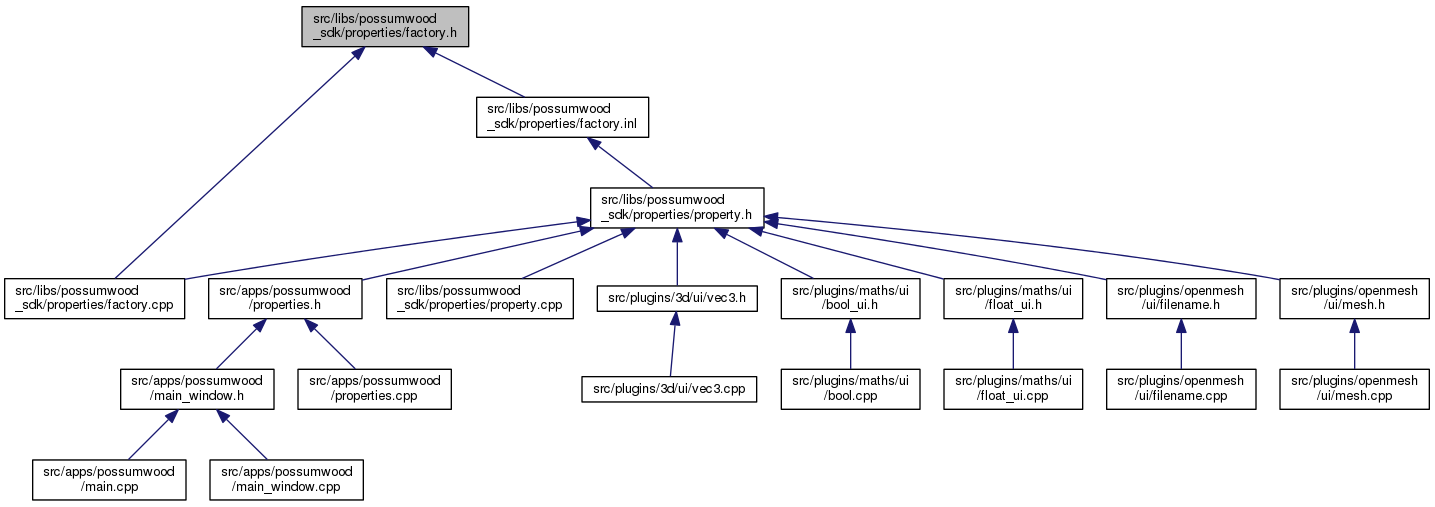 src/libs/possumwood
_sdk/properties/factory.h
src/libs/possumwood
_sdk/properties/factory.inl
src/libs/possumwood
_sdk/properties/property.h
src/libs/possumwood
_sdk/properties/factory.cpp
src/apps/possumwood
/properties.h
src/libs/possumwood
_sdk/properties/property.cpp
src/plugins/3d/ui/vec3.h
src/plugins/maths/ui
/bool_ui.h
src/plugins/maths/ui
/float_ui.h
src/plugins/openmesh
/ui/filename.h
src/plugins/openmesh
/ui/mesh.h
src/apps/possumwood
/main_window.h
src/apps/possumwood
/properties.cpp
src/plugins/3d/ui/vec3.cpp
src/plugins/maths/ui
/bool.cpp
src/plugins/maths/ui
/float_ui.cpp
src/plugins/openmesh
/ui/filename.cpp
src/plugins/openmesh
/ui/mesh.cpp
src/apps/possumwood
/main.cpp
src/apps/possumwood
/main_window.cpp